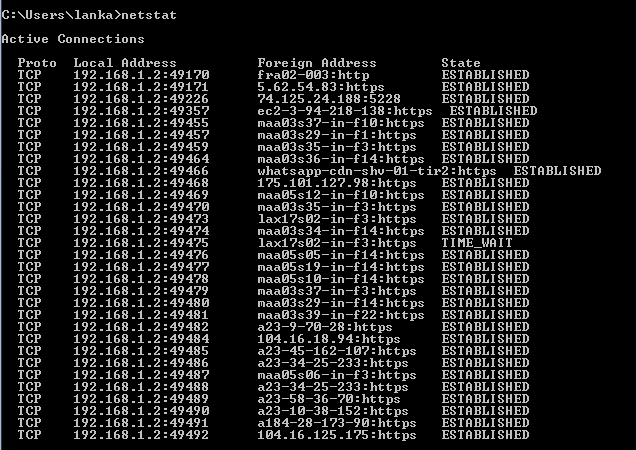 C:\Users\lanka>netstat
Active Connections
Proto Local Address Foreign Address State
TCP 192.168.1.2:49170 fra02-003:http ESTABLISHED
TCP 192.168.1.2:49171 5.62.54.83:https ESTABLISHED
TCP 192.168.1.2:49226 74.125.24.188:5228 ESTABLISHED
TCP 192.168.1.2:49357 ec2-3-94-218-138:https ESTABLISHED
TCP 192.168.1.2:49455 maa03s37-in-f10:https ESTABLISHED
TCP 192.168.1.2:49457 maa03s29-in-f1:https ESTABLISHED
TCP 192.168.1.2:49459 maa03s35-in-f3:https ESTABLISHED
TCP 192.168.1.2:49464 maa03s36-in-f14:https ESTABLISHED
TCP 192.168.1.2:49466 whatsapp-cdn-shv-01-tir2:https ESTABLISHED
TCP 192.168.1.2:49468 175.101.127.98:https ESTABLISHED
TCP 192.168.1.2:49469 maa05s12-in-f10:https ESTABLISHED
TCP 192.168.1.2:49470 maa03s35-in-f3:https ESTABLISHED
TCP 192.168.1.2:49473 lax17s02-in-f3:https ESTABLISHED
TCP 192.168.1.2:49474 maa03s34-in-f14:https ESTABLISHED
TCP 192.168.1.2:49475 lax17s02-in-f3:https TIME_WAIT
TCP 192.168.1.2:49476 maa05s05-in-f14:https ESTABLISHED
TCP 192.168.1.2:49477 maa05s19-in-f14:https ESTABLISHED
TCP 192.168.1.2:49478 maa05s10-in-f14:https ESTABLISHED
TCP 192.168.1.2:49479 maa03s37-in-f3:https ESTABLISHED
TCP 192.168.1.2:49480 maa03s29-in-f14:https ESTABLISHED
TCP 192.168.1.2:49481 maa03s39-in-f22:https ESTABLISHED
TCP 192.168.1.2:49482 a23-9-70-28:https ESTABLISHED
TCP 192.168.1.2:49484 104.16.18.94:https ESTABLISHED
TCP 192.168.1.2:49485 a23-45-162-107:https ESTABLISHED
TCP 192.168.1.2:49486 a23-34-25-233:https ESTABLISHED
TCP 192.168.1.2:49487 maa05s06-in-f3:https ESTABLISHED
TCP 192.168.1.2:49488 a23-34-25-233:https ESTABLISHED
TCP 192.168.1.2:49489 a23-58-36-70:https ESTABLISHED
TCP 192.168.1.2:49490 a23-10-38-152:https ESTABLISHED
TCP 192.168.1.2:49491 a184-28-173-90:https ESTABLISHED
TCP 192.168.1.2:49492 104.16.125.175:https ESTABLISHED